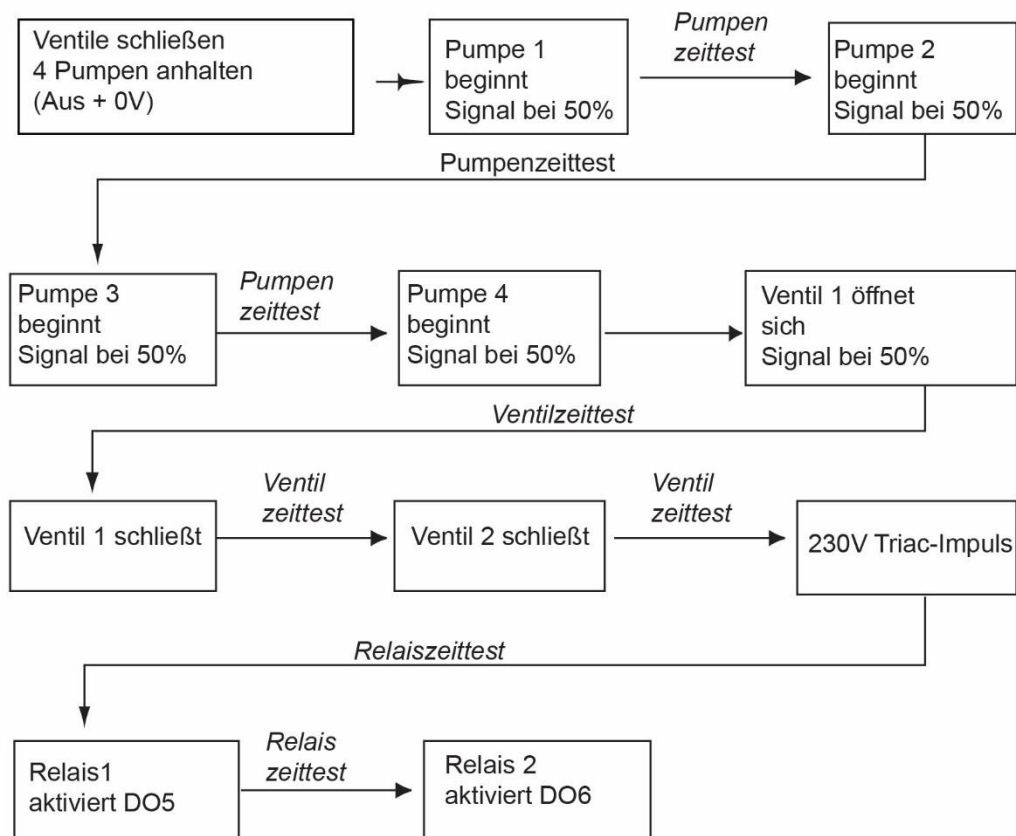 Ventile schließen
4 Pumpen anhalten
(Aus + 0V)
Pumpe 1
beginnt
Signal bei 50%
Pumpen
zeittest
Pumpe 2
beginnt
Signal bei 50%
Pumpenzeittest
Pumpe 3
beginnt
Signal bei 50%
Pumpen
zeittest
Pumpe 4
beginnt
Signal bei 50%
Ventil 1 öffnet
sich
Signal bei 50%
Ventilzeittest
Ventil 1 schließt
Ventil
zeittest
Ventil 2 schließt
Ventil
zeittest
230V Triac-Impuls
Relaiszeittest
Relais1
aktiviert DO5
Relais
zeittest
Relais 2
aktiviert DO6